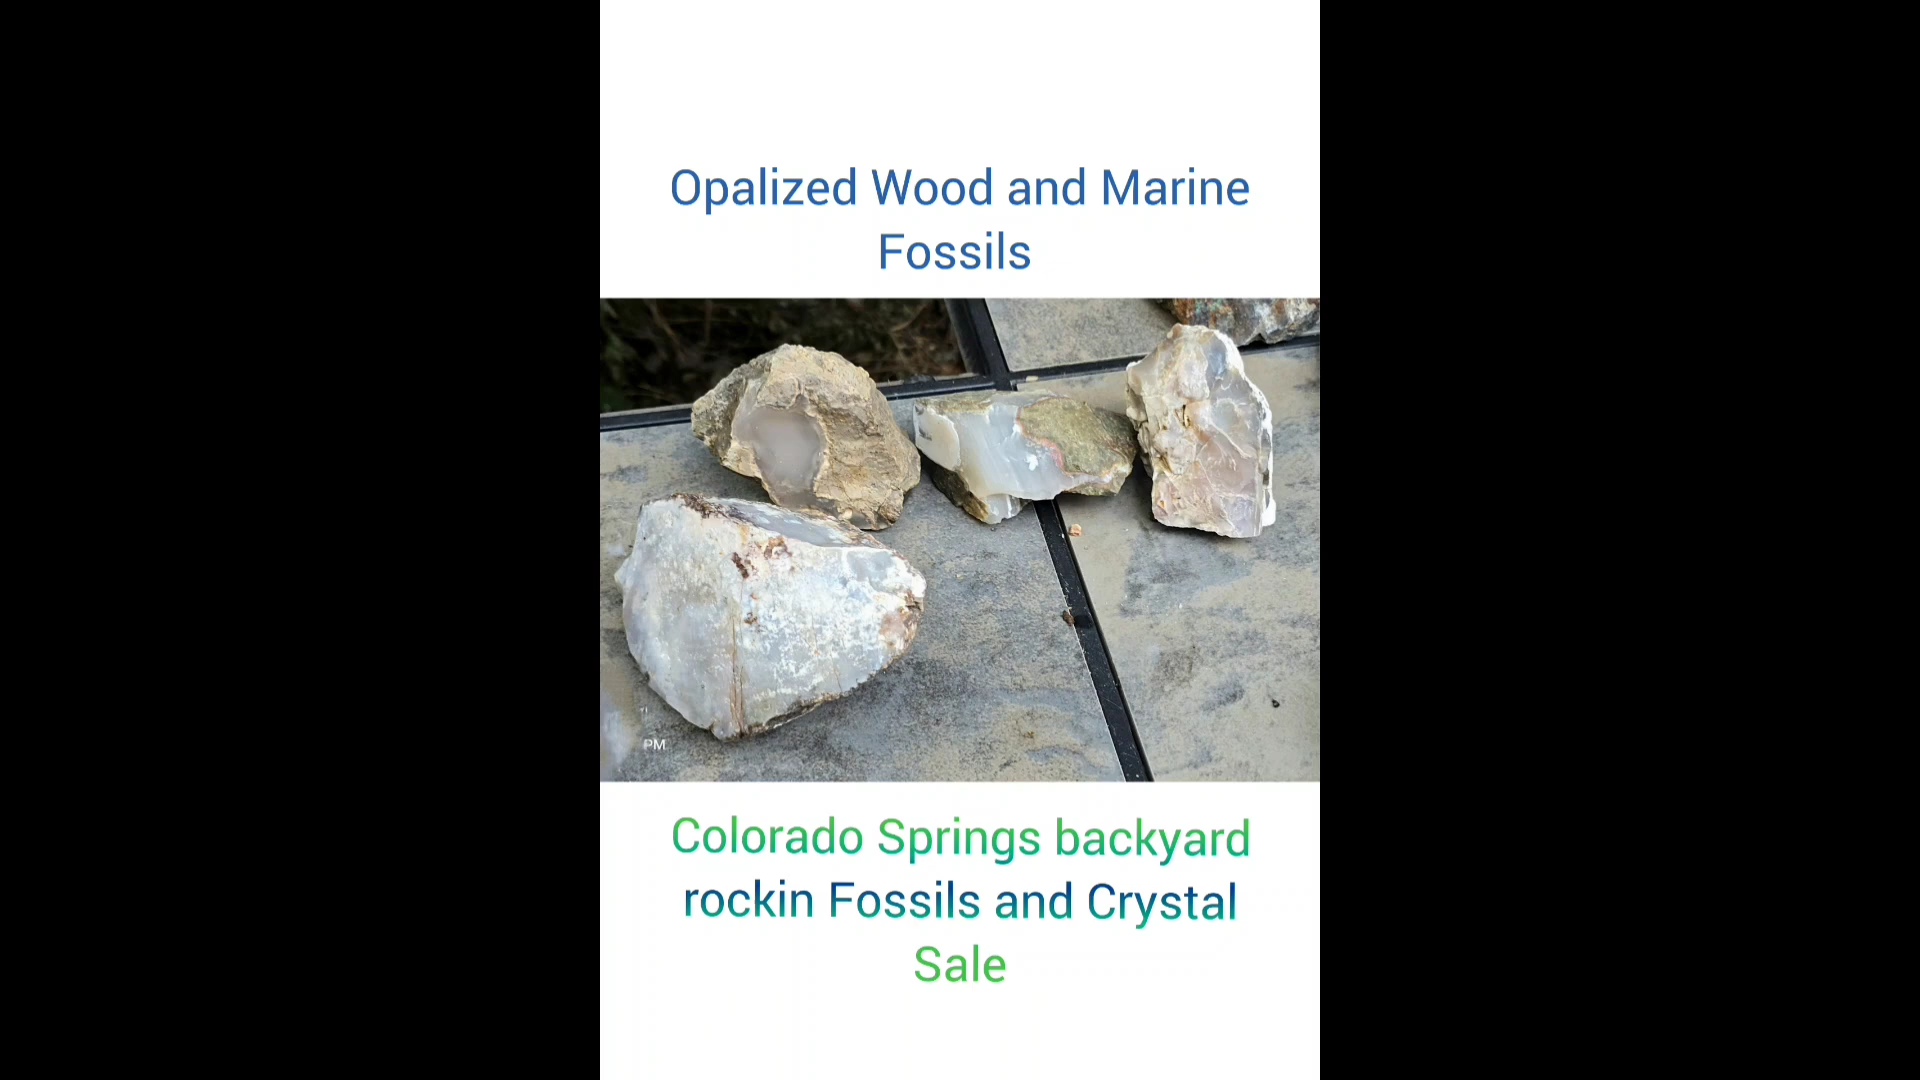 Opalized Wood and Marine
Fossils
PM
Colorado Springs backyard
rockin Fossils and Crystal
Sale